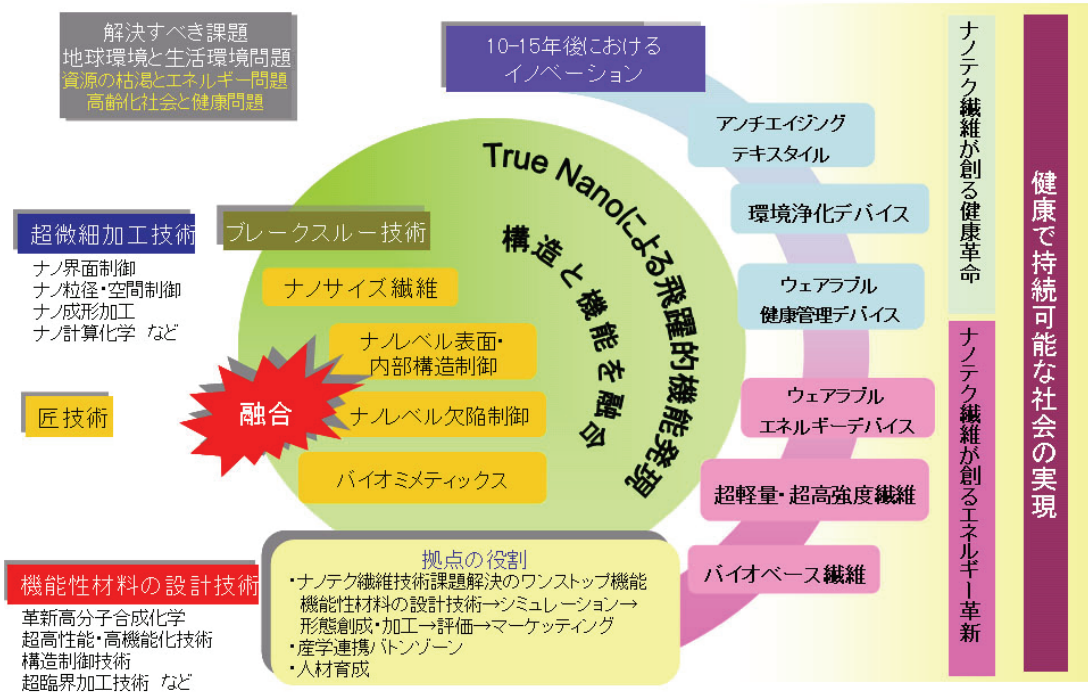 解決すべき課題
地球環境と生活環境問題
資源の枯渇とエネルギー問題
高齢化社会と健康問題
10-15年後における
イノベーション
超微細加工技術
ナノ界面制御
ナノ粒径・空間制御
ナノ成形加工
ナノ計算化学 など
匠技術
機能性材料の設計技術
革新高分子合成化学
超高性能・高機能化技術
構造制御技術
超臨界加工技術 など
融合
ブレークスルー技術
ナノサイズ繊維
ナノレベル表面・
内部構造制御
ナノレベル欠陥制御
バイオミメティックス
True Nanoによる飛躍的機能発現
構造と機能を融合
拠点の役割
・ナノテク繊維技術課題解決のワンストップ機能
機能性材料の設計技術→シミュレーション→
形態創成・加工→評価→マーケッティング
・産学連携バトンゾーン
・人材育成
アンチエイジング
テキスタイル
環境浄化デバイス
ウェアラブル
健康管理デバイス
ウェアラブル
エネルギーデバイス
超軽量・超高強度繊維
バイオベース繊維
ナノテク繊維が創る健康革命
ナノテク繊維が創るエネルギー革新
健康で持続可能な社会の実現